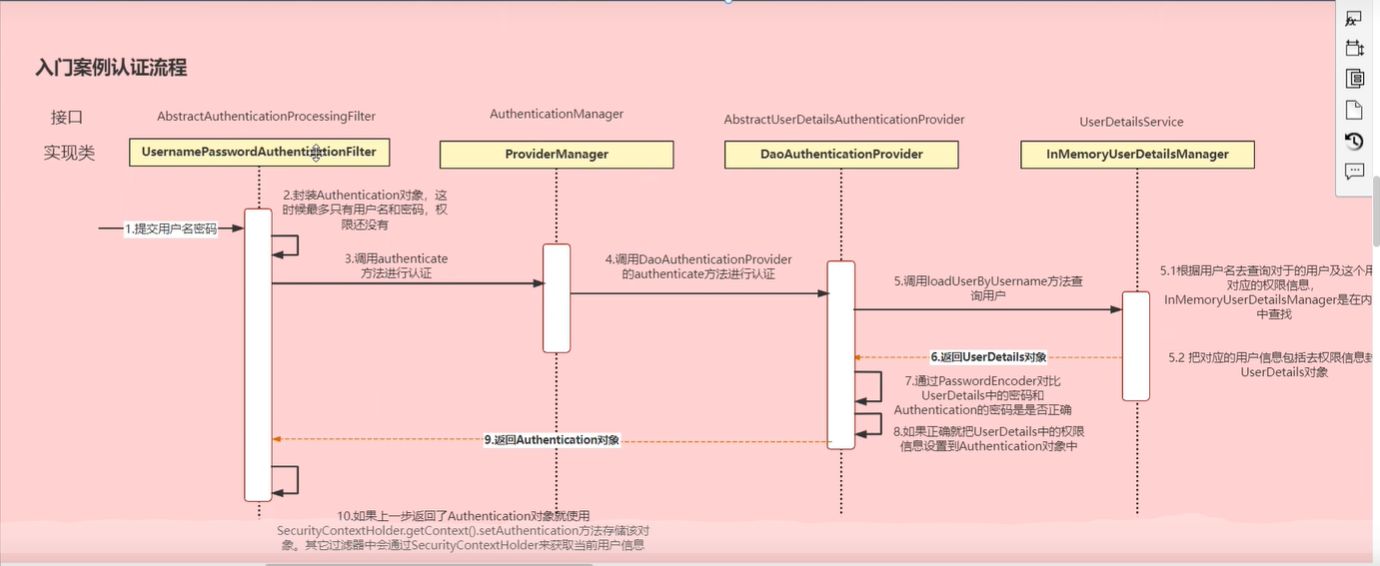 入门案例认证流程
接口
AbstractAuthenticationProcessingFilter
AuthenticationManager
AbstractUserDetailsAuthenticationProvider
UserDetailsService
实现类
UsernamePasswordAuthenticationFilter
ProviderManager
DaoAuthenticationProvider
InMemoryUserDetailsManager
1.提交用户名密码
2.封装Authentication对象，这
时候最多只有用户名和密码，权
限还没有
3.调用authenticate
方法进行认证
4.调用DaoAuthenticationProvider
的authenticate方法进行认证
5.调用loadUserByUsername方法查
询用户
5.1根据用户名去查询对于的用户及这个用
对应的权限信息，
InMemoryUserDetailsManager是在内
中查找
6.返回UserDetails对象
5.2 把对应的用户信息包括去权限信息封
UserDetails对象
7.通过PasswordEncoder对比
UserDetails中的密码和
Authentication的密码是是否正确
8.如果正确就把UserDetails中的权限
信息设置到Authentication对象中
9.返回Authentication对象
10.如果上一步返回了Authentication对象就使用
SecurityContextHolder.getContext().setAuthentication方法存储该对
象。其它过滤器中会通过SecurityContextHolder来获取当前用户信息